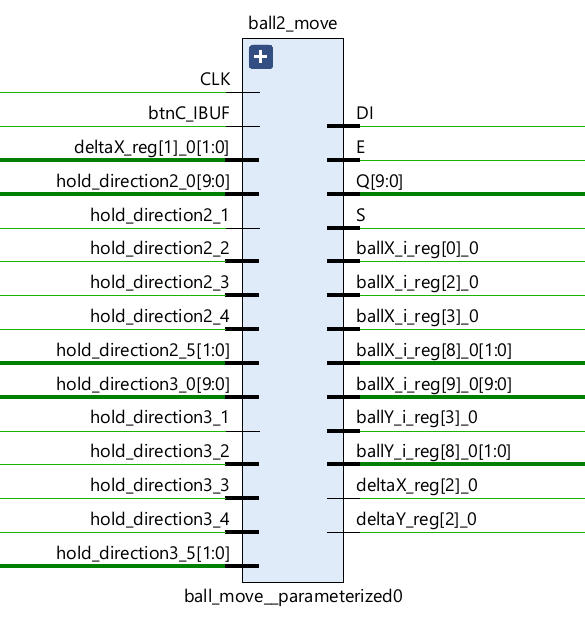 ball2_move
CLK
btnC_IBUF
deltaX_reg[1]_0[1:0]
hold_direction2_0[9:0]
hold_direction2_1
hold_direction2_2
hold_direction2_3
hold_direction2_4
hold_direction2_5[1:0]
hold_direction3_0[9:0]
hold_direction3_1
hold_direction3_2
hold_direction3_3
hold_direction3_4
hold_direction3_5[1:0]
DI
E
Q[9:0]
S
ballX_i_reg[0]_0
ballX_i_reg[2]_0
ballX_i_reg[3]_0
ballX_i_reg[8]_0[1:0]
ballX_i_reg[9]_0[9:0]
ballY_i_reg[3]_0
ballY_i_reg[8]_0[1:0]
deltaX_reg[2]_0
deltaY_reg[2]_0
ball_move__parameterized0